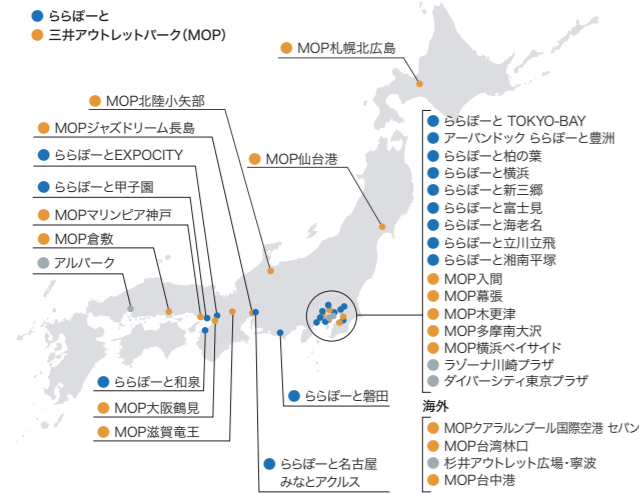 ららぽーと
三井アウトレットパーク（MOP）
MOP札幌北広島
MOP北陸小矢部
MOPジャズドリーム長島
ららぽーとEXPOCITY
ららぽーと甲子園
MOPマリンピア神戸
MOP倉敷
アルパーク
MOP仙台港
ららぽーと和泉
MOP大阪鶴見
MOP滋賀竜王
ららぽーと磐田
ららぽーと名古屋
みなとアクルス
ららぽーと TOKYO-BAY
アーバンドック ららぽーと豊洲
ららぽーと柏の葉
ららぽーと横浜
ららぽーと新三郷
ららぽーと富士見
ららぽーと海老名
ららぽーと立川立飛
ららぽーと湘南平塚
MOP入間
MOP幕張
MOP木更津
MOP多摩南大沢
MOP横浜ベイサイド
ラゾーナ川崎プラザ
ダイバーシティ東京プラザ
海外
MOPクアラルンプール国際空港 セパン
MOP台湾林口
杉井アウトレット広場・寧波
MOP台中港